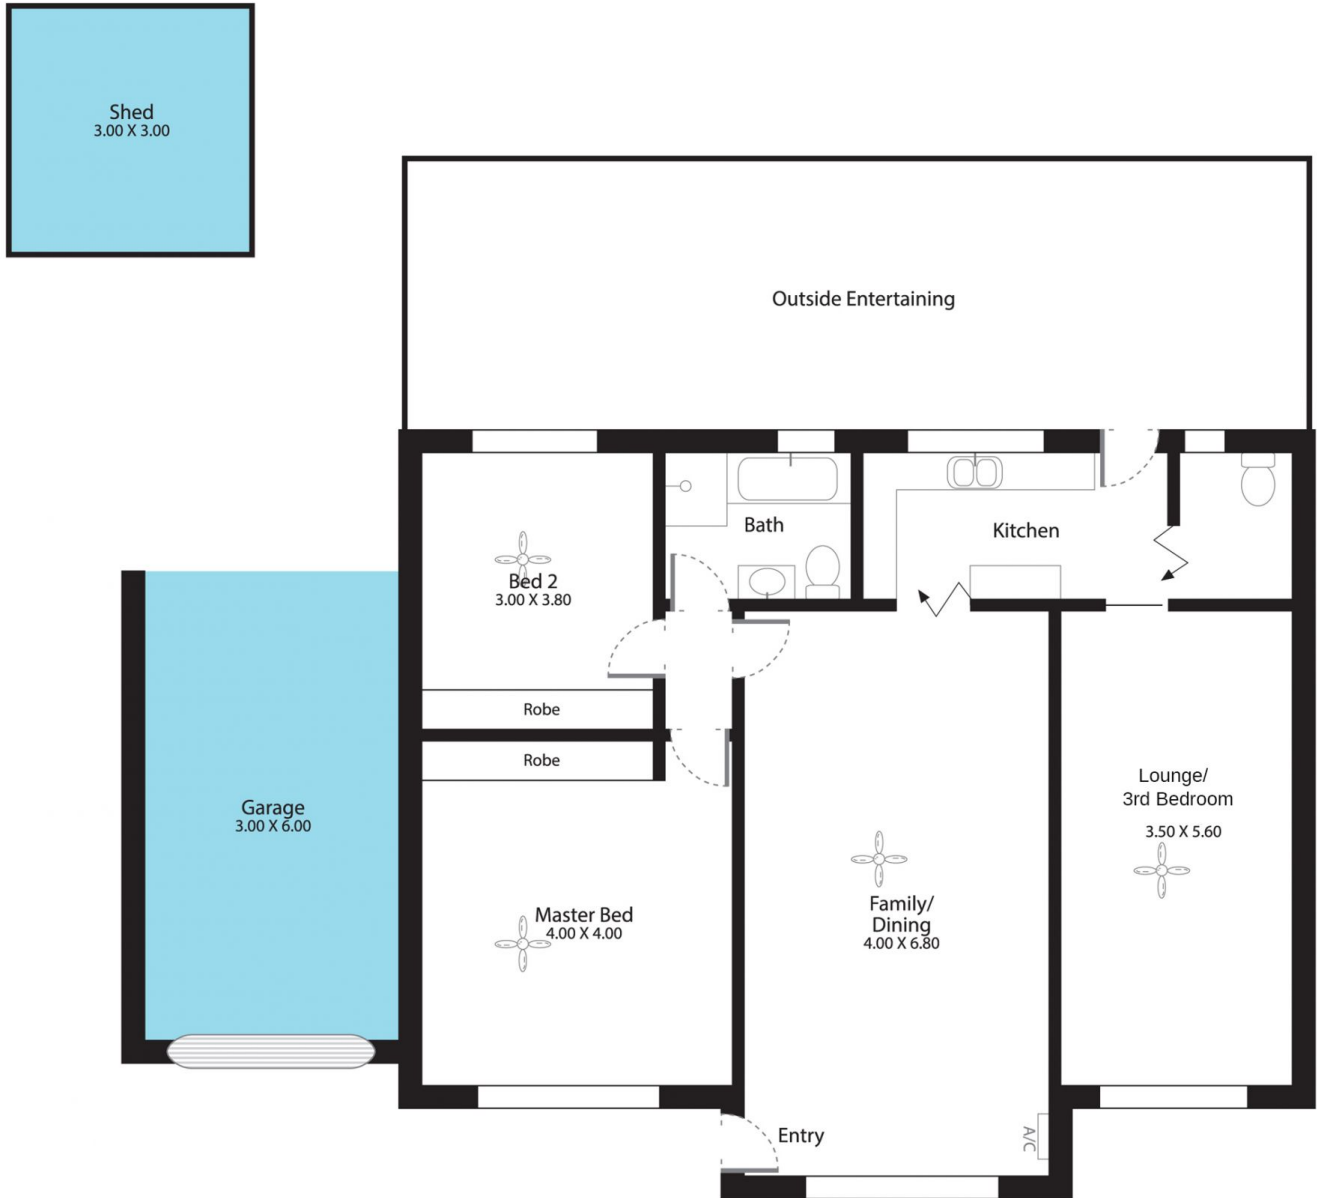 Shed
3.00 X 3.00
Outside Entertaining
Bath
Kitchen
Bed 2
3.00 X 3.80
Robe
Robe
Garage
3.00 X 6.00
Lounge/
3rd Bedroom
3.50 X 5.60
Master Bed
4.00 X 4.00
Family/
Dining
4.00 X 6.80
Entry
A/C